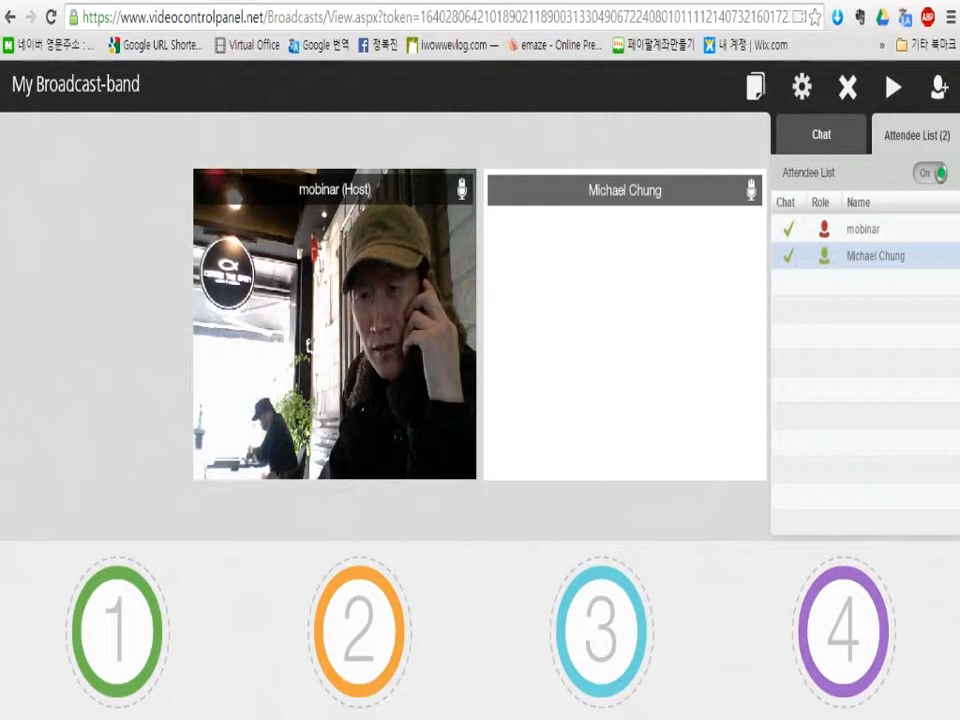 https://www.videocontrolpanel.net/Broadcasts/View.aspx?token=
네이버 영문주소 : ... Google URL Shorte... Virtual Office Google 번역 정복진 iwowwevlog.com — emaze - Online Pre... 페이팔계좌만들기 내 계정 | Wix.com » 기타 북마크
My Broadcast-band
Chat Attendee List (2)
Attendee List On
Chat Role Name
mobinar
Michael Chung
mobinar (Host)
Michael Chung
1 2 3 4